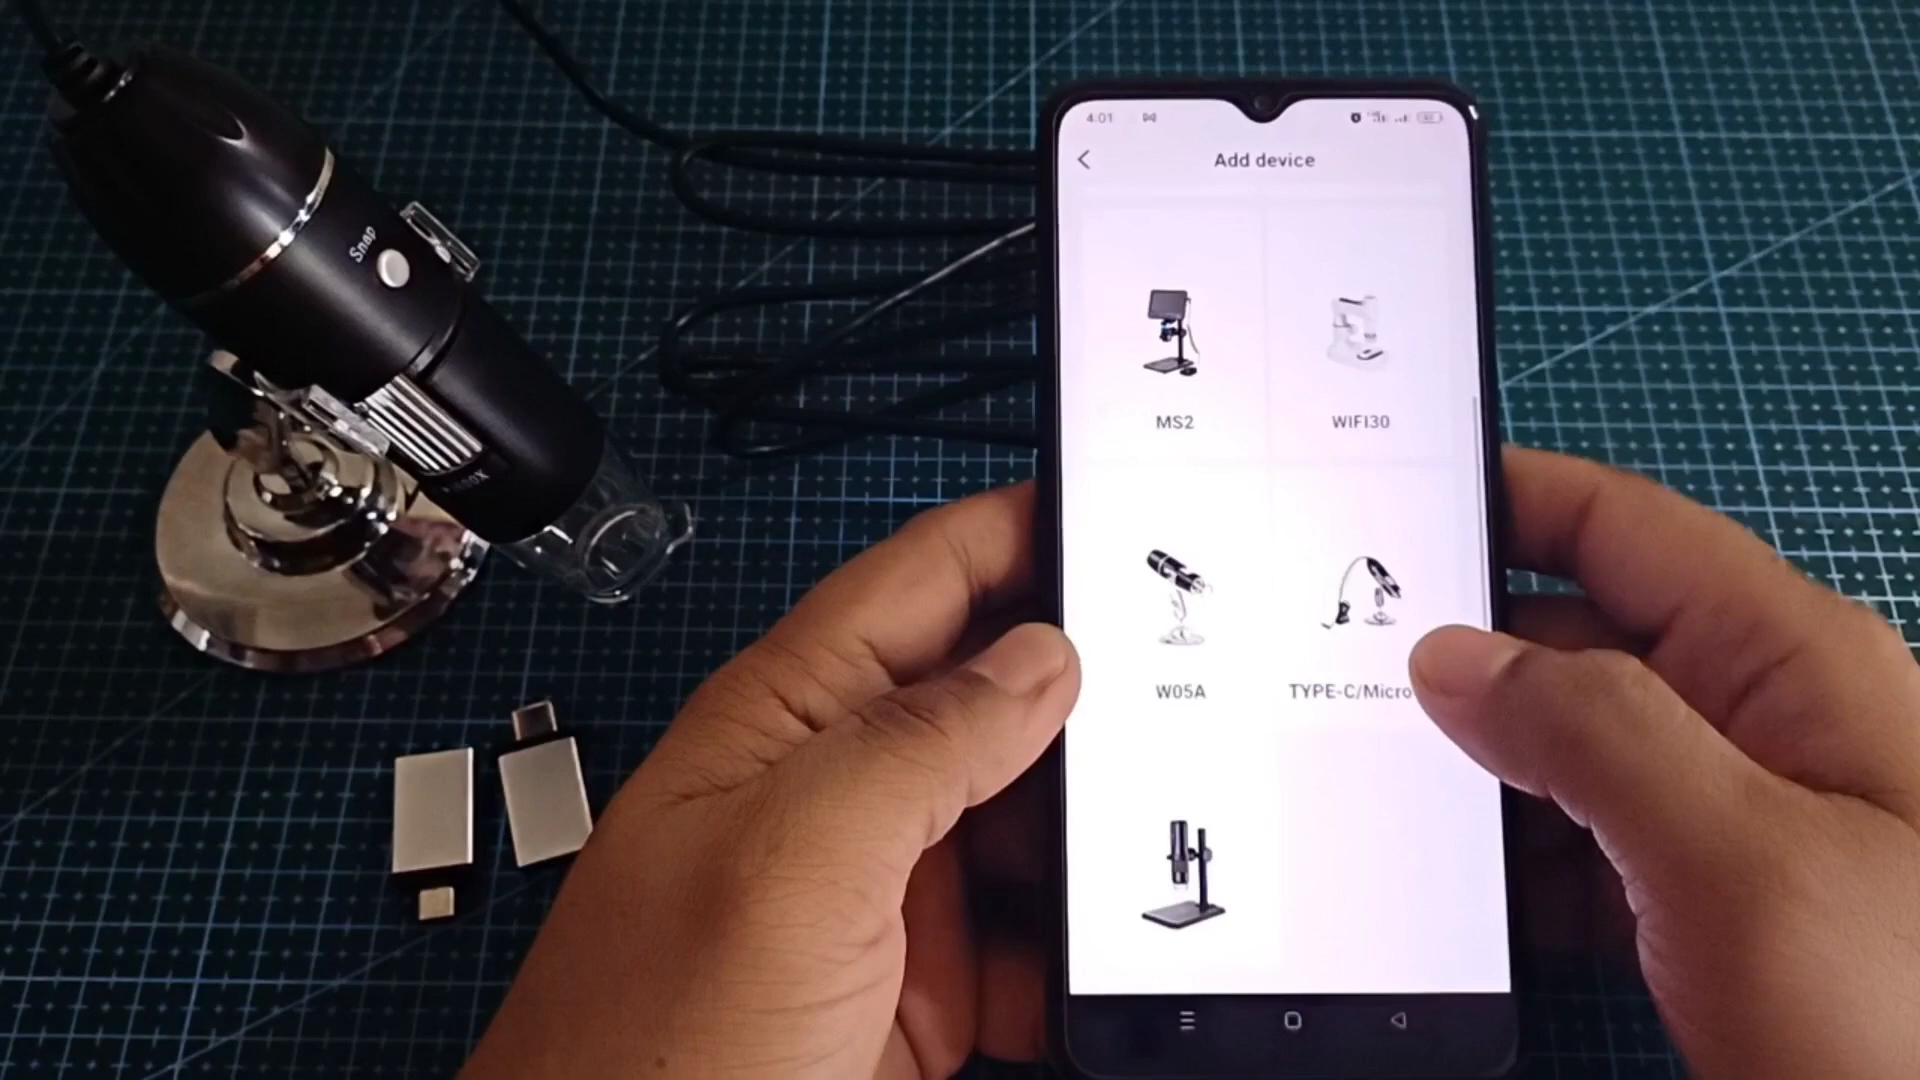 4.01
Add device
Snap
MS2
WIFI30
W05A
TYPE-C/Micro